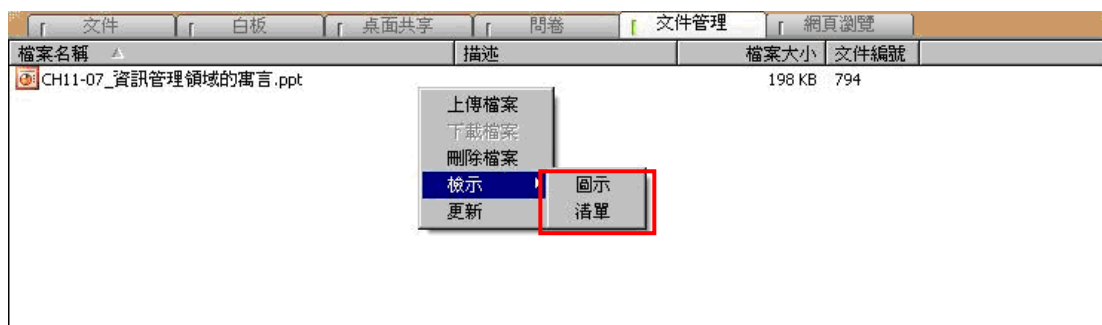 文件 白板 桌面共享 問卷 文件管理 網頁瀏覽
檔案名稱 描述 檔案大小 文件編號
CH11-07_資訊管理領域的寓言.ppt 198 KB 794
上傳檔案
下載檔案
刪除檔案
檢示 圖示
更新 清單